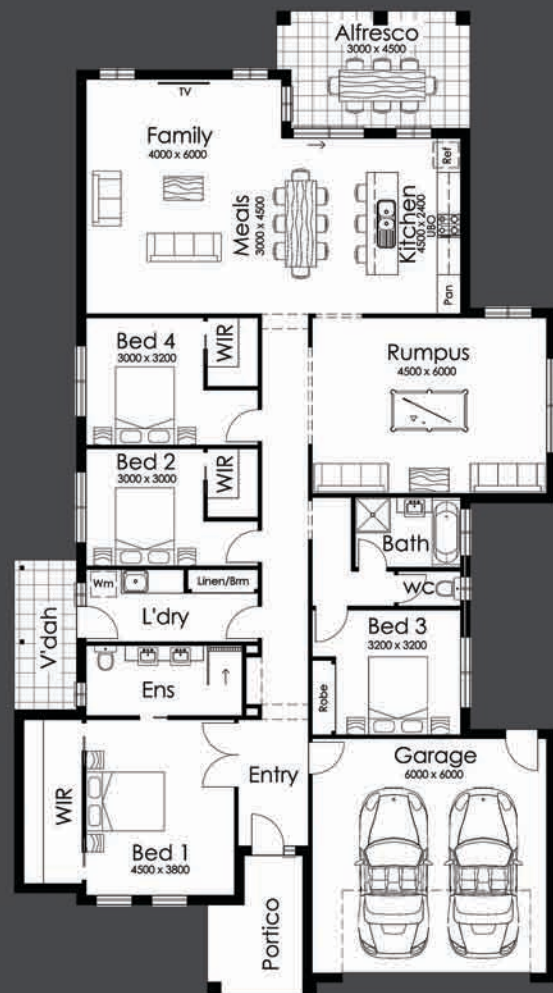 Alfresco
3000 x 4500
TV
Family
4000 x 6000
Meals
3000 x 4500
Kitchen
4500 x 2400
UBO
Ref
Pan
Bed 4
3000 x 3200
WIR
Rumpus
4500 x 6000
Bed 2
3000 x 3000
WIR
Bath
Wm
Linen/Brm
L'dry
V'dah
WC
Bed 3
3200 x 3200
Robe
Ens
Garage
6000 x 6000
Entry
WIR
Bed 1
4500 x 3800
Portico